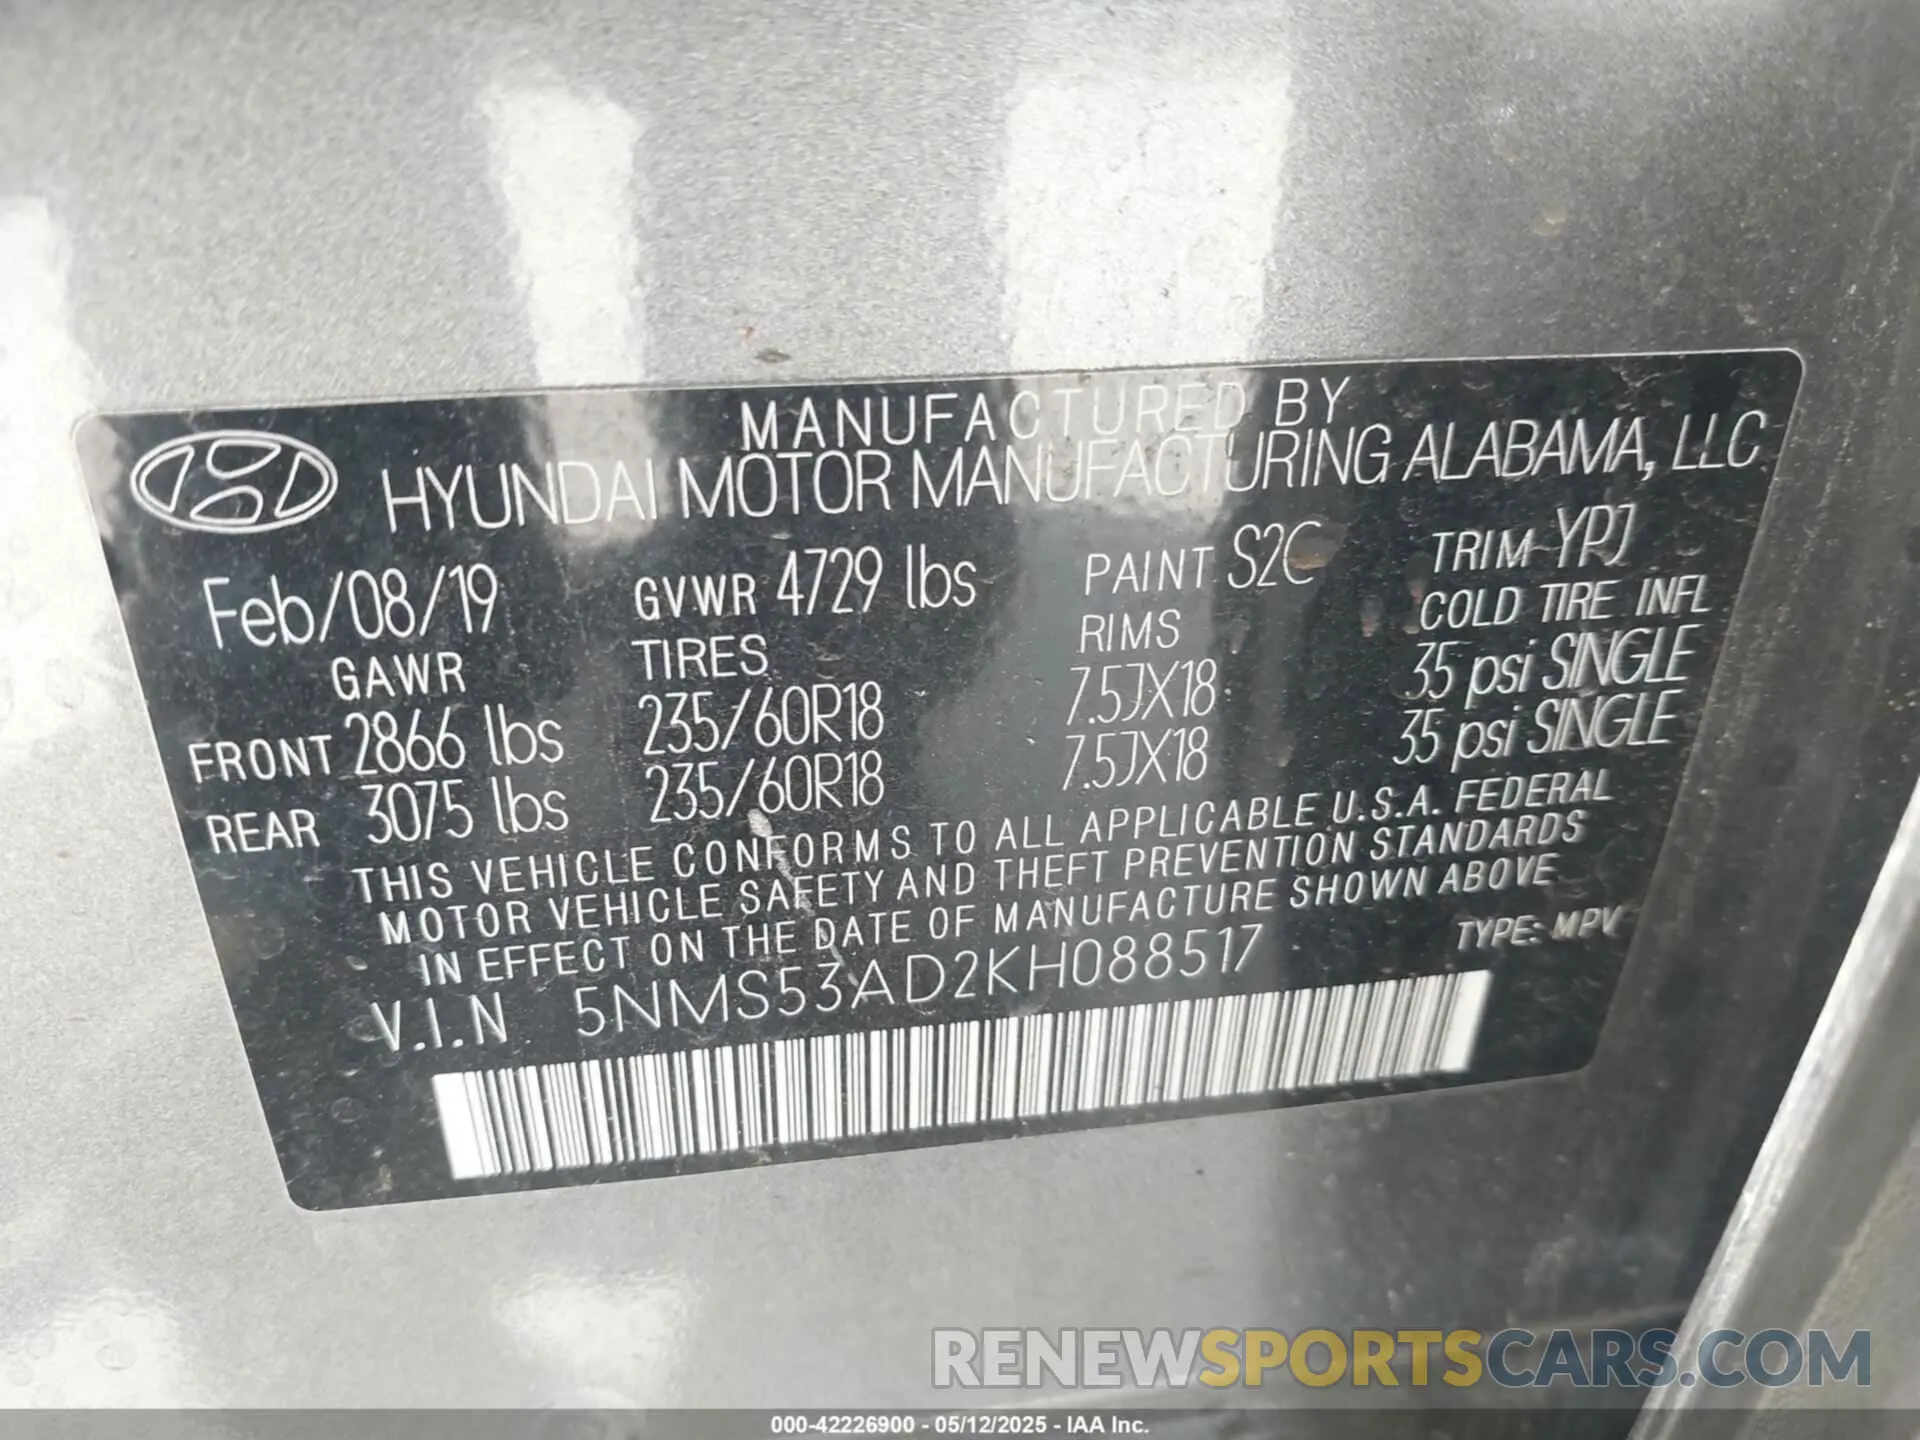 MANUFACTURED BY
HYUNDAI MOTOR MANUFACTURING ALABAMA, LLC
Feb/08/19 GVWR 4729 lbs PAINT S2C TRIM YPJ
GAWR TIRES RIMS COLD TIRE INFL
FRONT 2866 lbs 235/60R18 7.5JX18 35 psi SINGLE
REAR 3075 lbs 235/60R18 7.5JX18 35 psi SINGLE
THIS VEHICLE CONFORMS TO ALL APPLICABLE U.S.A. FEDERAL
MOTOR VEHICLE SAFETY AND THEFT PREVENTION STANDARDS
IN EFFECT ON THE DATE OF MANUFACTURE SHOWN ABOVE
V.I.N 5NMS53AD2KH088517 TYPE: MPV
RENEWSPORTSCARS.COM
000-42226900 - 05/12/2025 - IAA Inc.